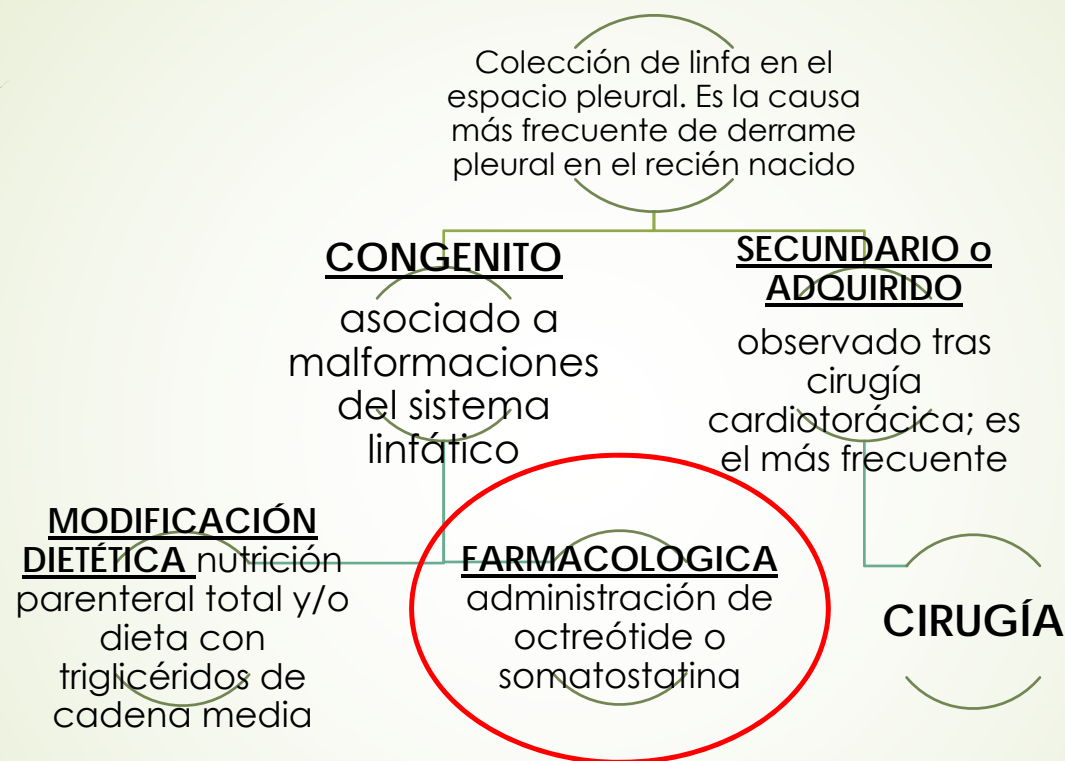 Colección de linfa en el
espacio pleural. Es la causa
más frecuente de derrame
pleural en el recién nacido
CONGENITO
asociado a
malformaciones
del sistema
linfático
SECUNDARIO o
ADQUIRIDO
observado tras
cirugía
cardiotorácica; es
el más frecuente
MODIFICACIÓN
DIETÉTICA nutrición
parenteral total y/o
dieta con
triglicéridos de
cadena media
FARMACOLOGICA
administración de
octreótide o
somatostatina
CIRUGÍA